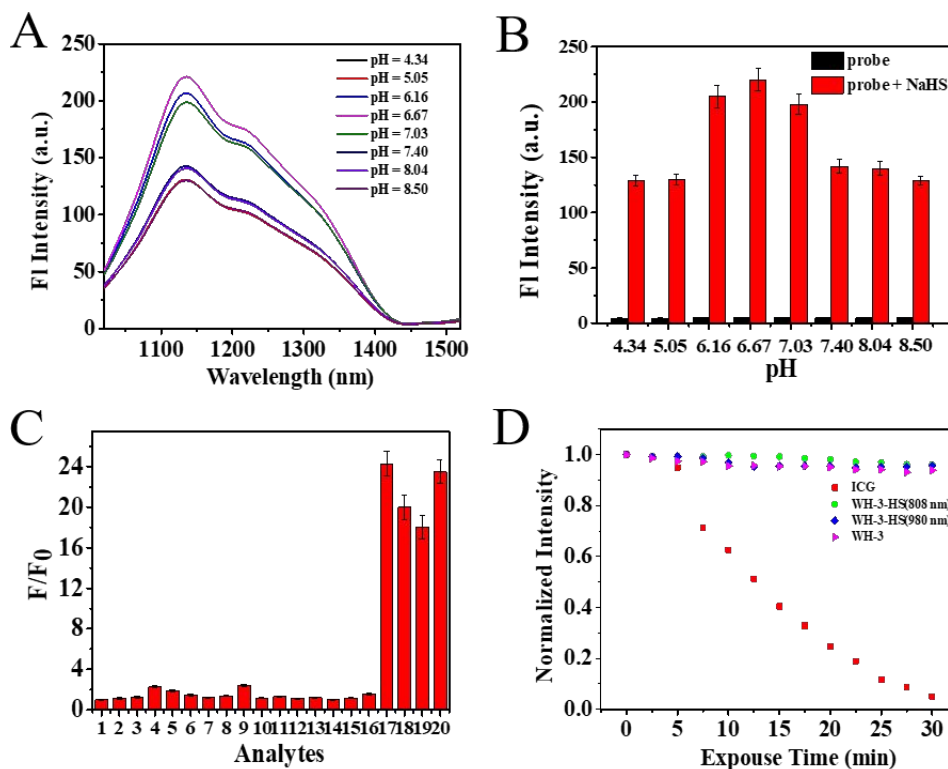 A
250
200
150
100
50
0
Fl Intensity (a.u.)
pH = 4.34
pH = 5.05
pH = 6.16
pH = 6.67
pH = 7.03
pH = 7.40
pH = 8.04
pH = 8.50
1100 1200 1300 1400 1500
Wavelength (nm)
B
250
200
150
100
50
0
Fl Intensity (a.u.)
probe
probe + NaHS
4.34 5.05 6.16 6.67 7.03 7.40 8.04 8.50
pH
C
24
20
16
12
8
4
0
F/F0
1 2 3 4 5 6 7 8 9 10 11 12 13 14 15 16 17 18 19 20
Analytes
D
1.0
0.8
0.6
0.4
0.2
0.0
Normalized Intensity
ICG
WH-3-HS(808 nm)
WH-3-HS(980 nm)
WH-3
0 5 10 15 20 25 30
Expouse Time (min)